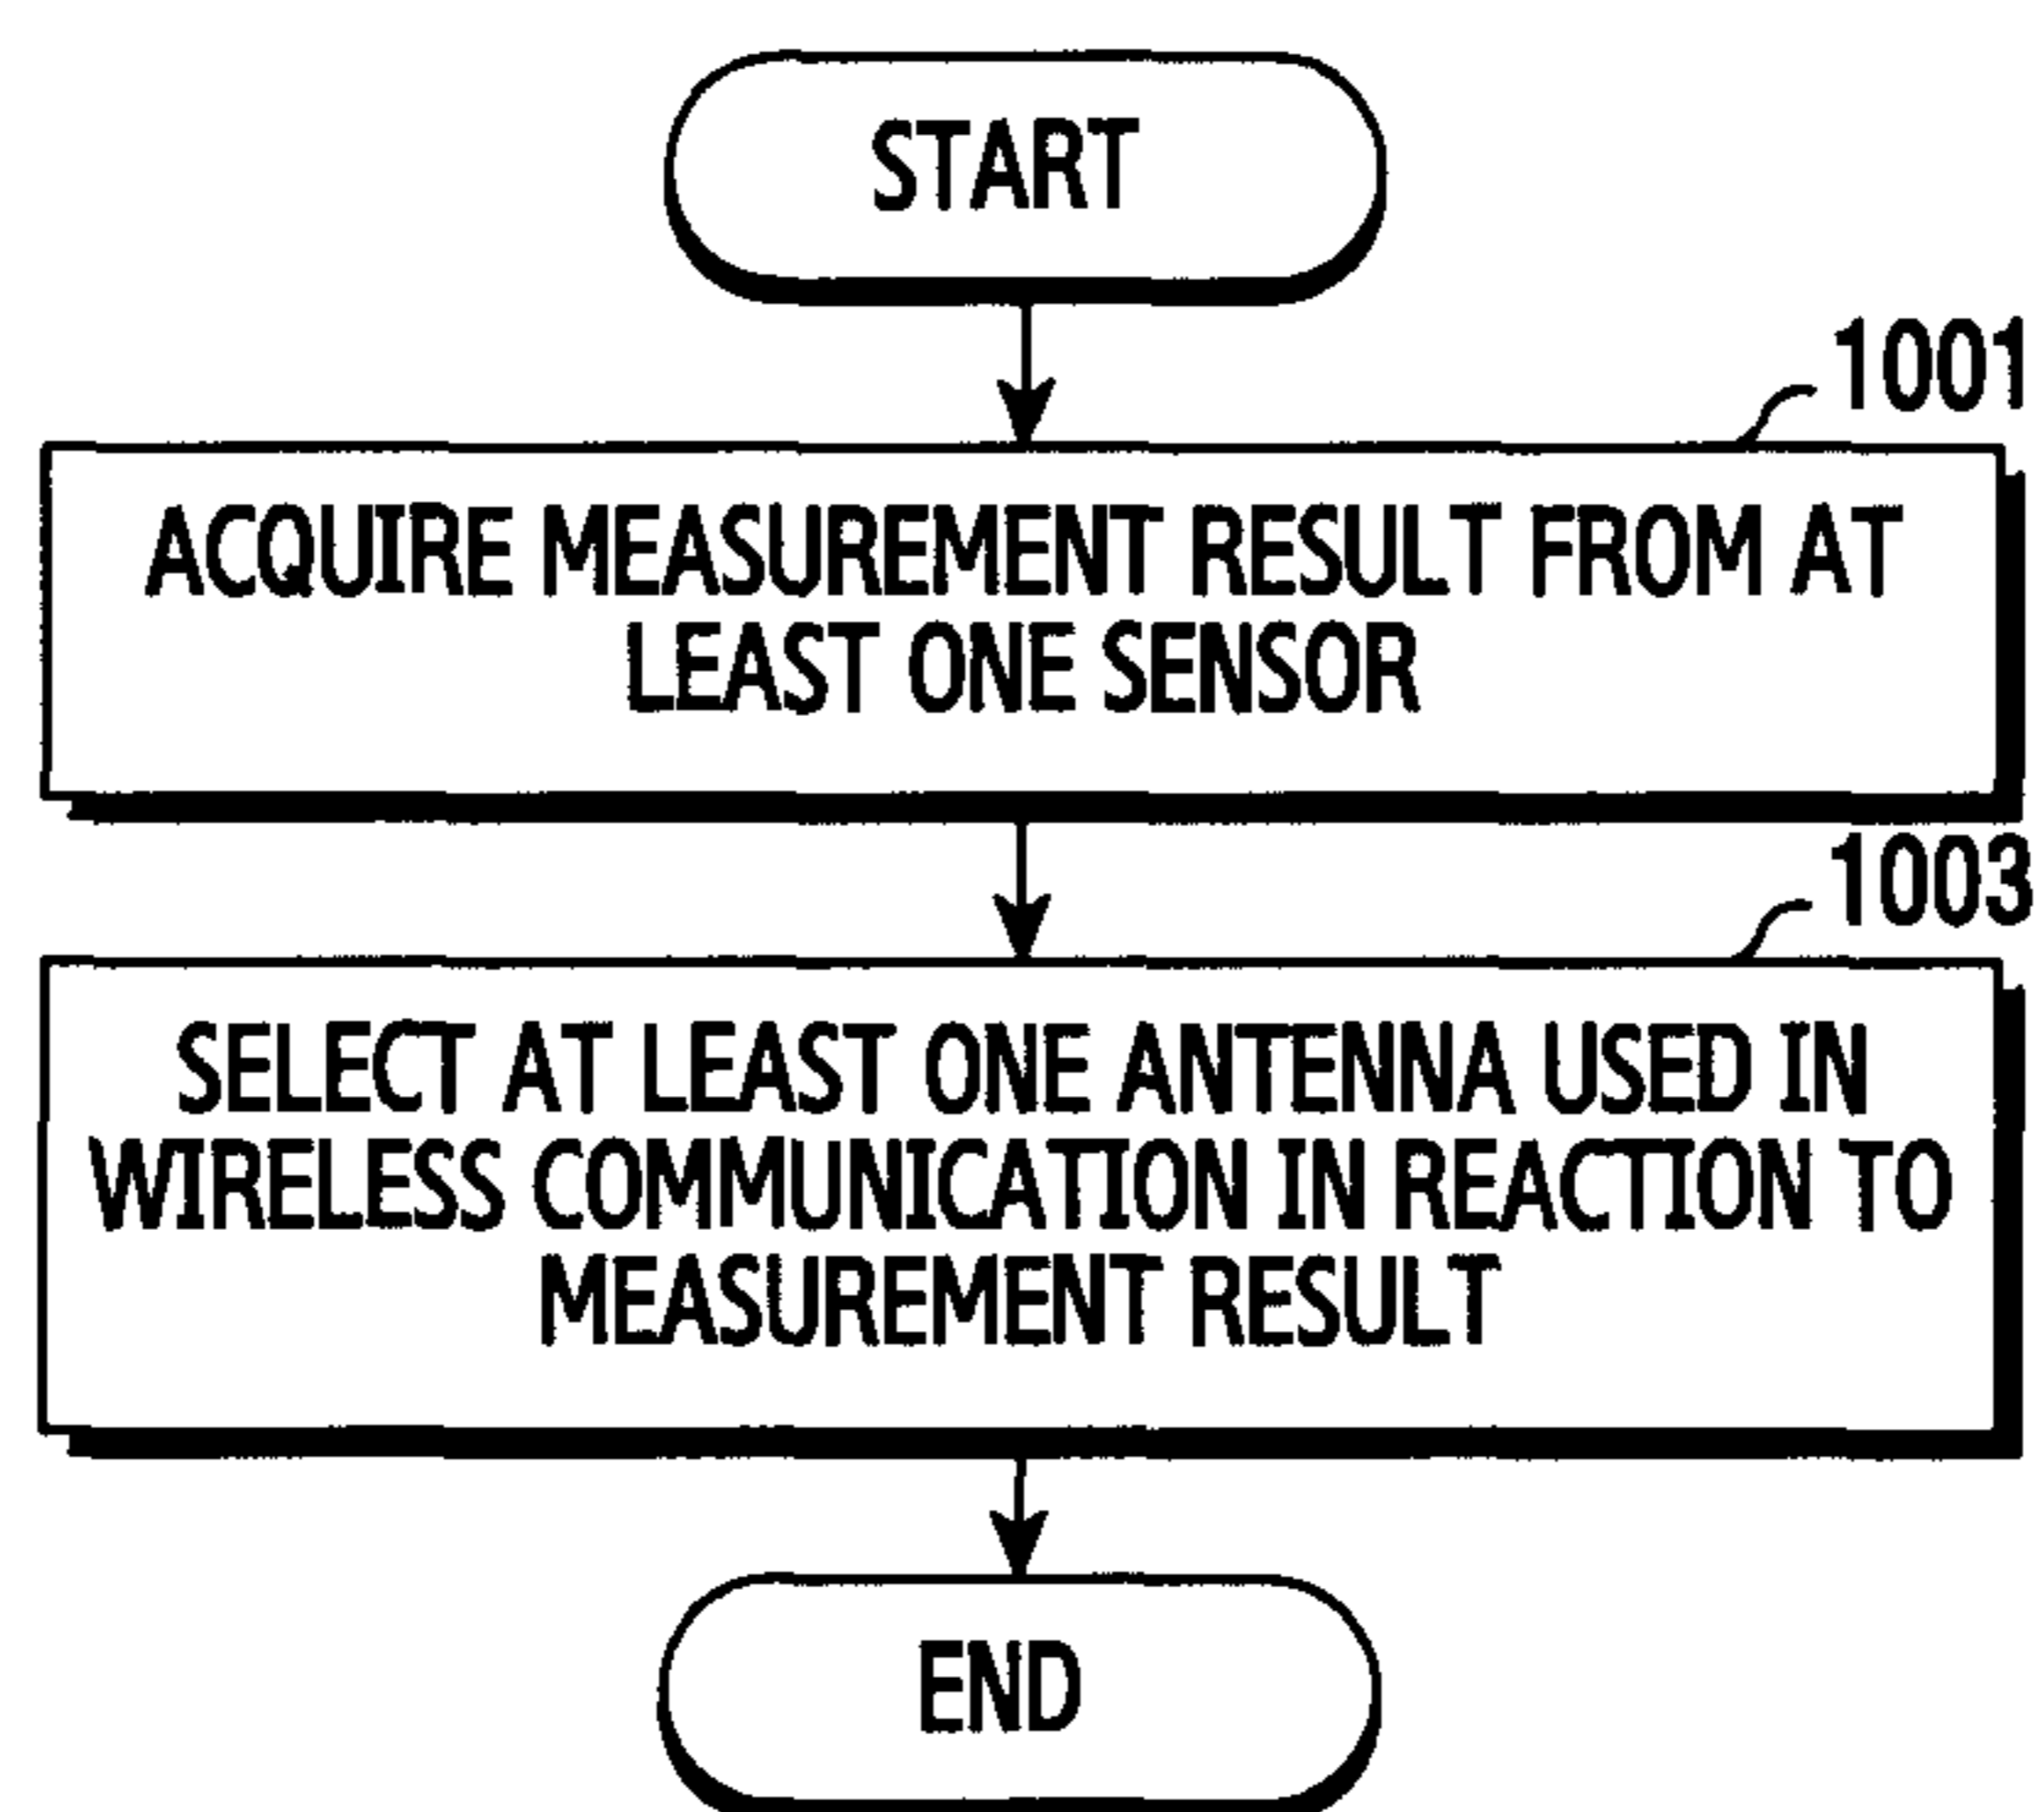 START
1001
ACQUIRE MEASUREMENT RESULT FROM AT
LEAST ONE SENSOR
1003
SELECT AT LEAST ONE ANTENNA USED IN
WIRELESS COMMUNICATION IN REACTION TO
MEASUREMENT RESULT
END